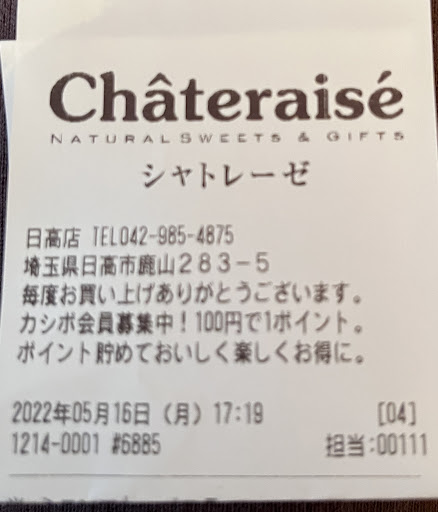 Châteraisé
NATURAL SWEETS & GIFTS
シャトレーゼ
日高店 TEL042-985-4875
埼玉県日高市鹿山２８３－５
毎度お買い上げありがとうございます。
カシポ会員募集中！100円で1ポイント。
ポイント貯めておいしく楽しくお得に。
2022年05月16日（月）17:19 [04]
1214-0001 #6885 担当:00111